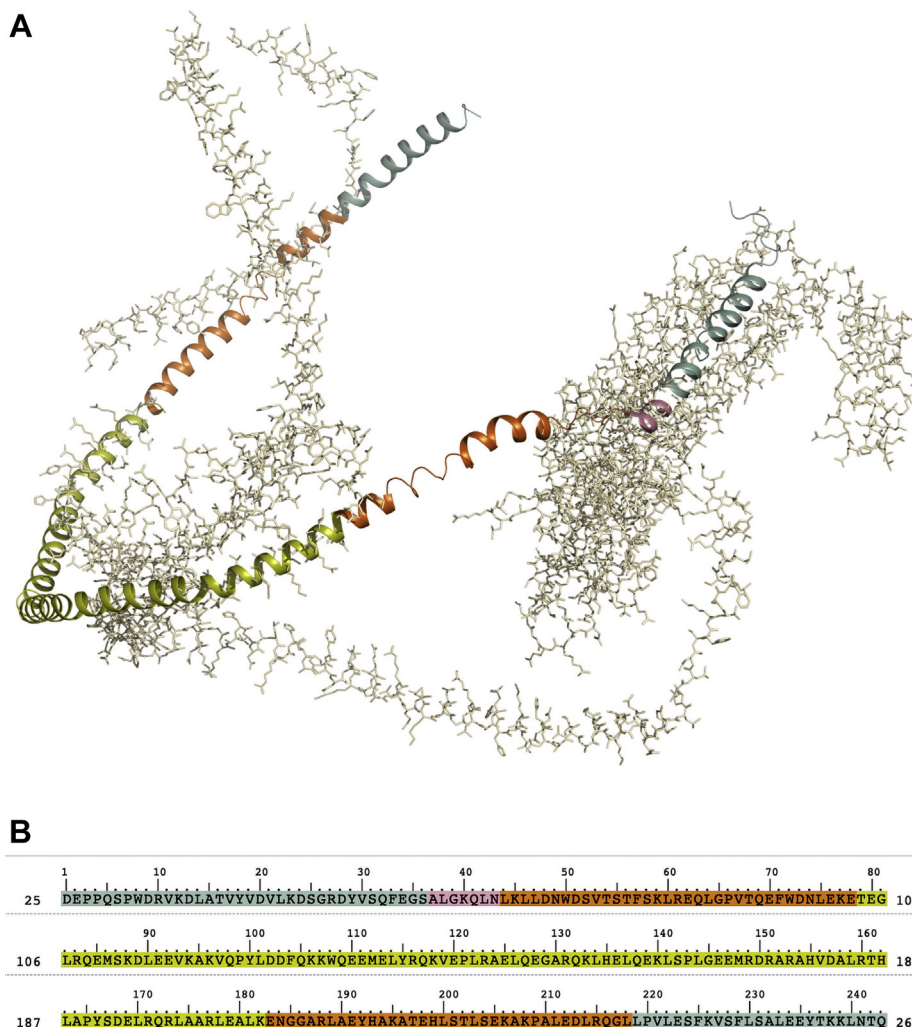 A
B
1 10 20 30 40 50 60 70 80
25 DEPPQSPWDRVKDLATVYVDVLKDSGRDYVSQFEGSALGKQLNLKLLDNWDSVTSTFSKLREQLGPVTQEFWDNLEKETEG 10
90 100 110 120 130 140 150 160
106 LRQEMSKDLEEVKAKVQPYLDDFQKKWQEEMELYRQKVEPLRAELQEGARQKLHELQEKLSPLGEEMRDRARAHVDALRTH 18
170 180 190 200 210 220 230 240
187 LAPYSDELRQRLAARLEALKENGGARLAEYHAKATEHLSTLSEKAKPALEDLRQGLLPVLESFKVSFLSALEEYTKKLNTQ 26